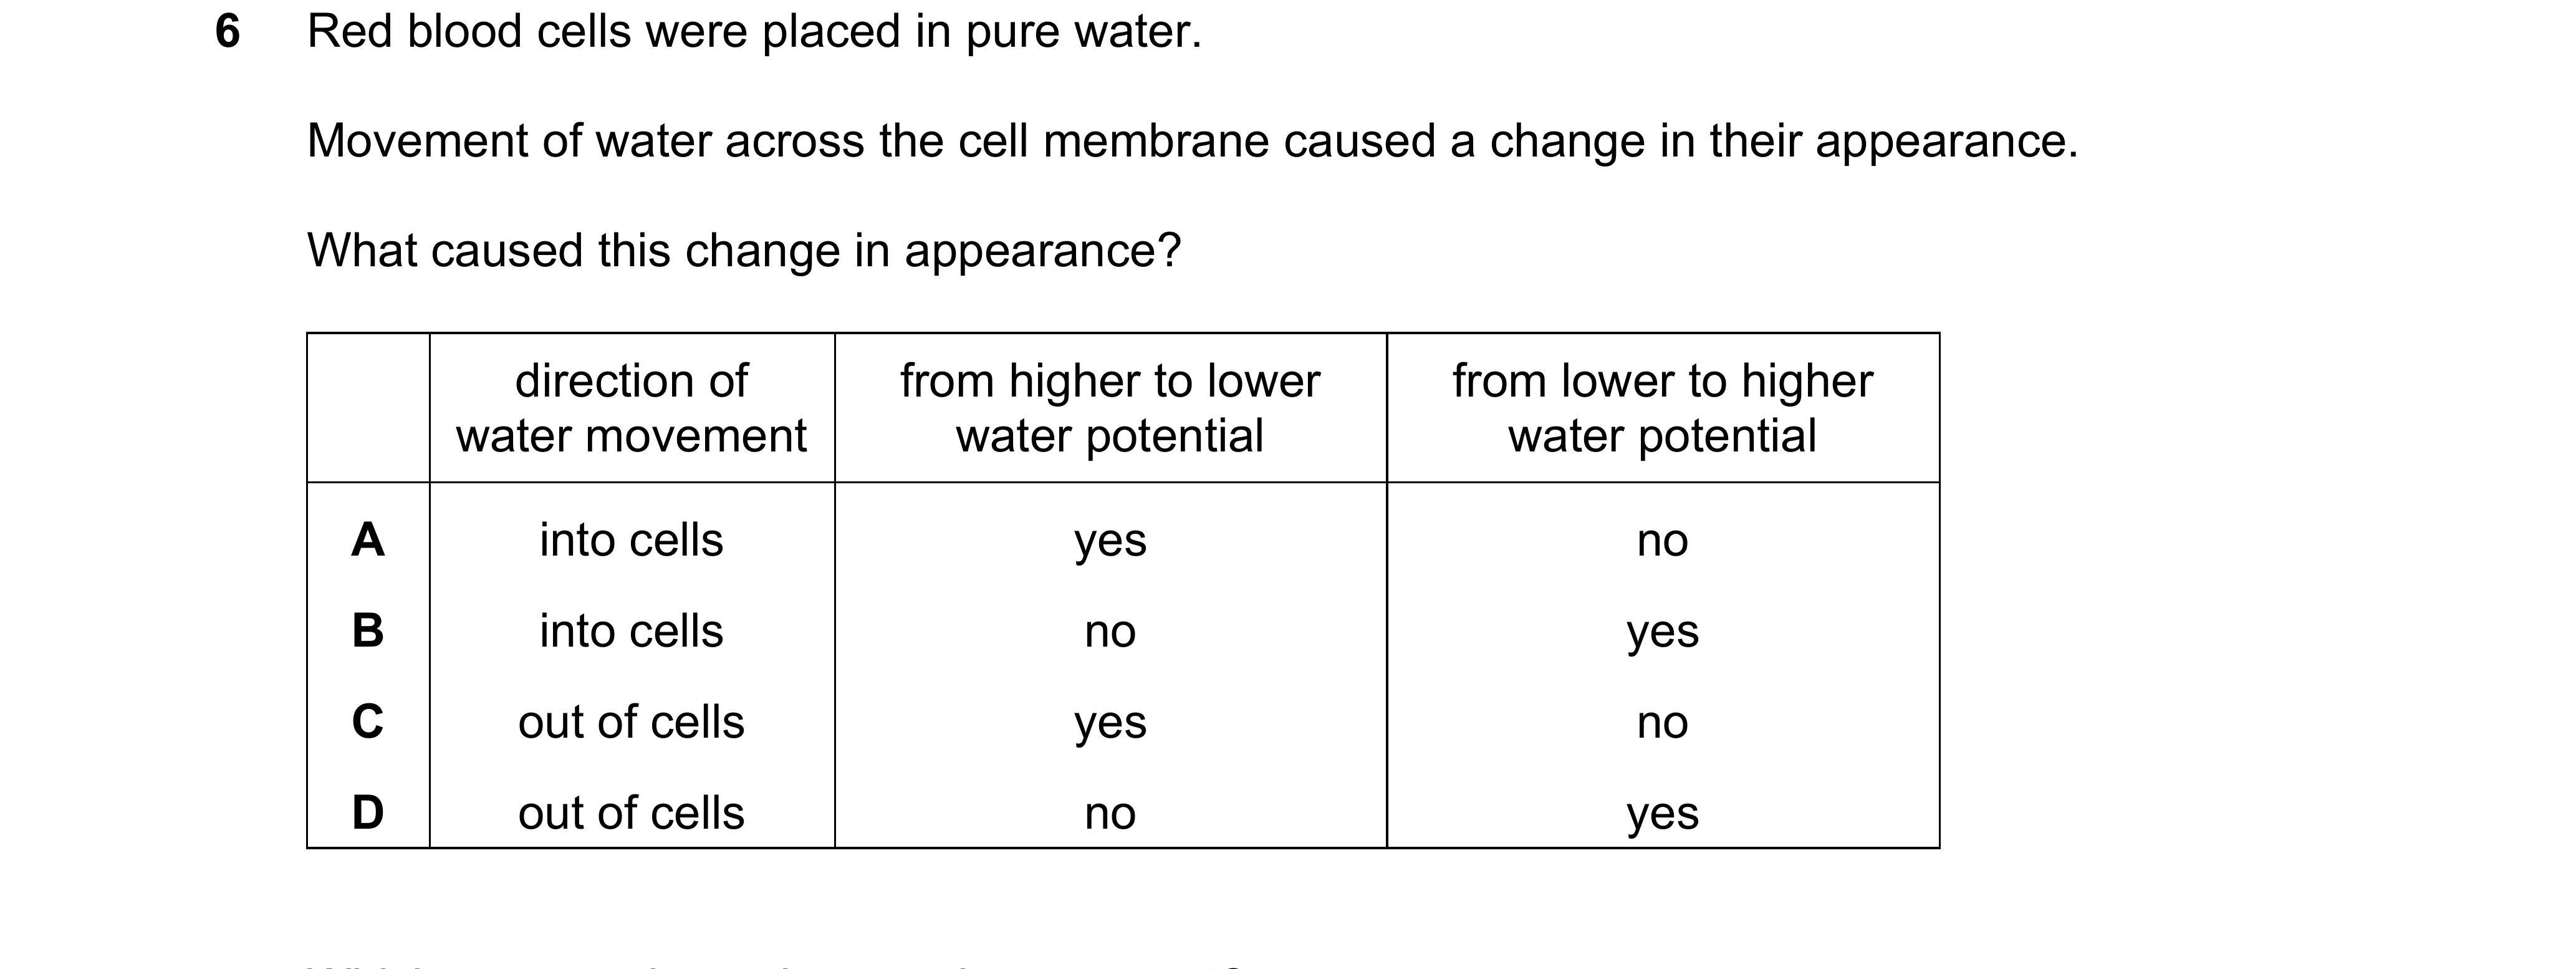 6 Red blood cells were placed in pure water.
Movement of water across the cell membrane caused a change in their appearance.
What caused this change in appearance?
direction of water movement from higher to lower water potential from lower to higher water potential
A into cells yes no
B into cells no yes
C out of cells yes no
D out of cells no yes